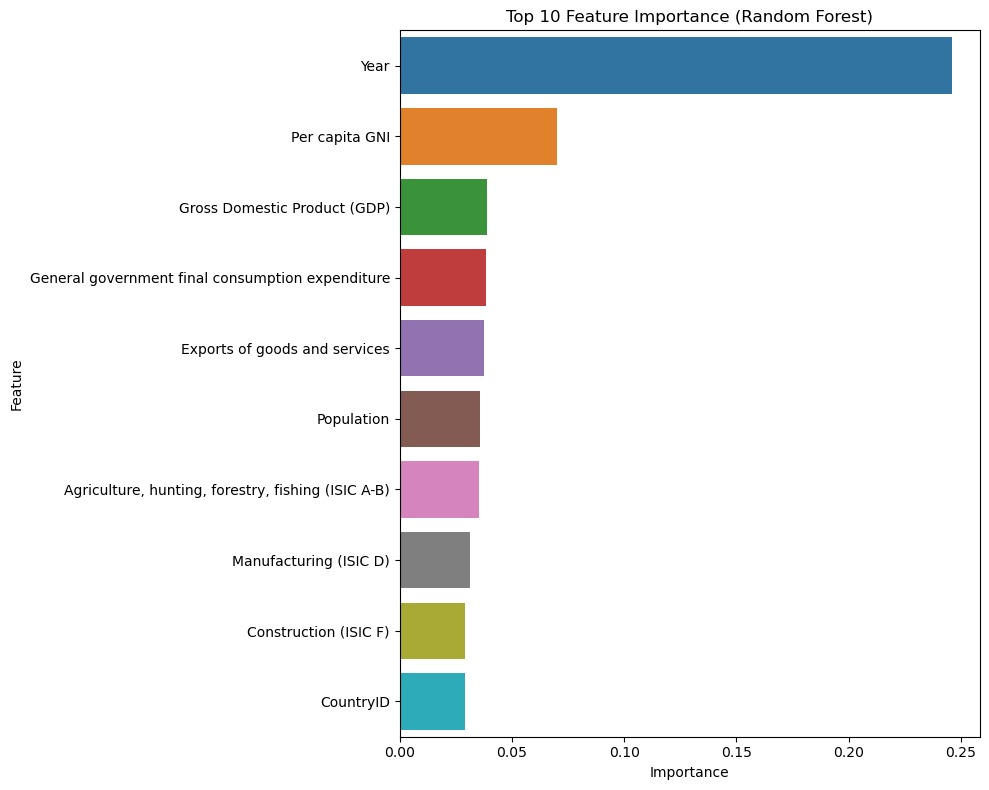 Top 10 Feature Importance (Random Forest)
Feature
Year
Per capita GNI
Gross Domestic Product (GDP)
General government final consumption expenditure
Exports of goods and services
Population
Agriculture, hunting, forestry, fishing (ISIC A-B)
Manufacturing (ISIC D)
Construction (ISIC F)
CountryID
0.00 0.05 0.10 0.15 0.20 0.25
Importance